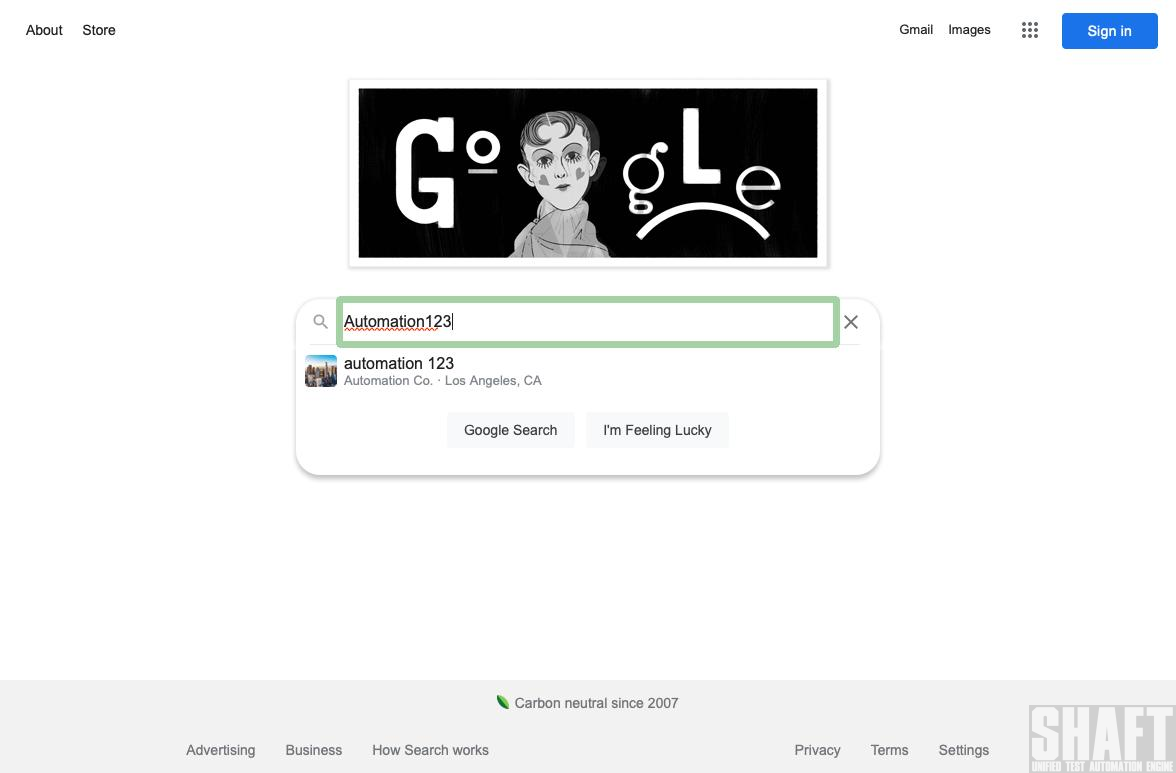 About Store Gmail Images Sign in
Google
Automation123
automation 123
Automation Co. · Los Angeles, CA
Google Search I'm Feeling Lucky
Carbon neutral since 2007
Advertising Business How Search works Privacy Terms Settings
SHAFT
UNIFIED TEST AUTOMATION ENGINE